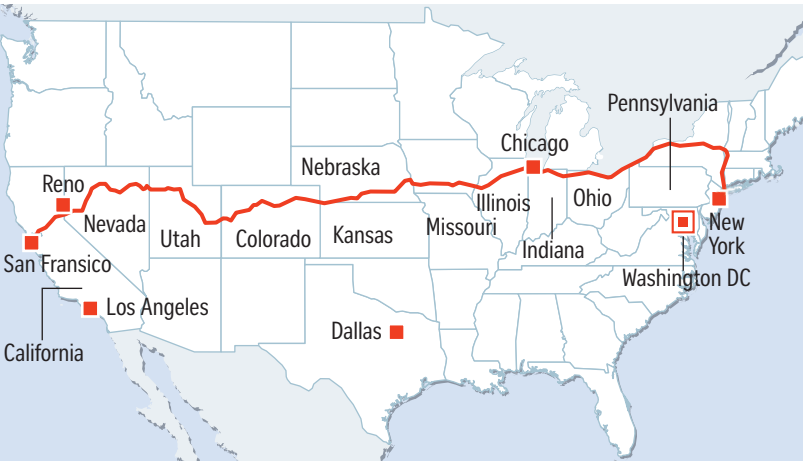 Pennsylvania
Chicago
Nebraska
Reno
Illinois
Ohio
Nevada
Utah
Colorado
Kansas
Missouri
Indiana
New
York
San Fransico
Washington DC
Los Angeles
Dallas
California